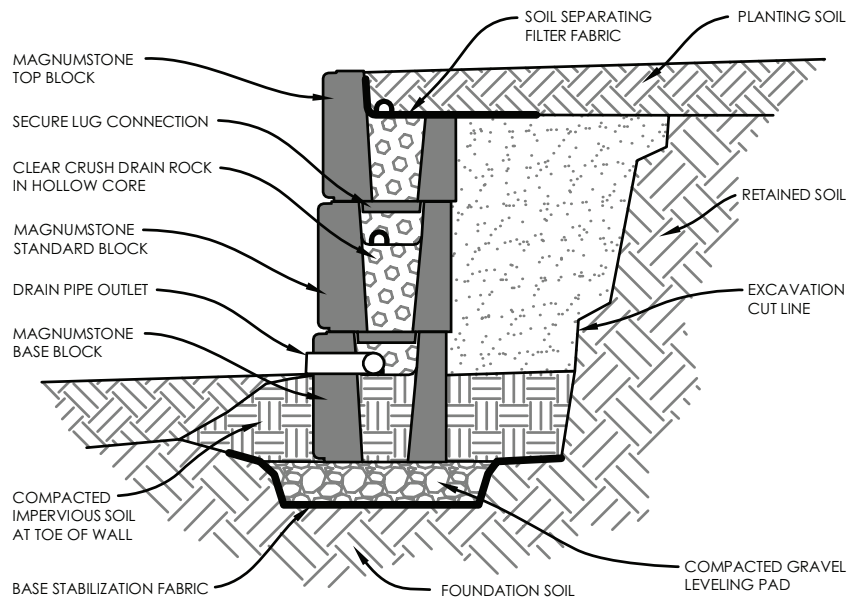 SOIL SEPARATING
FILTER FABRIC
PLANTING SOIL
MAGNUMSTONE
TOP BLOCK
SECURE LUG CONNECTION
CLEAR CRUSH DRAIN ROCK
IN HOLLOW CORE
RETAINED SOIL
MAGNUMSTONE
STANDARD BLOCK
DRAIN PIPE OUTLET
EXCAVATION
CUT LINE
MAGNUMSTONE
BASE BLOCK
COMPACTED
IMPERVIOUS SOIL
AT TOE OF WALL
BASE STABILIZATION FABRIC
FOUNDATION SOIL
COMPACTED GRAVEL
LEVELING PAD